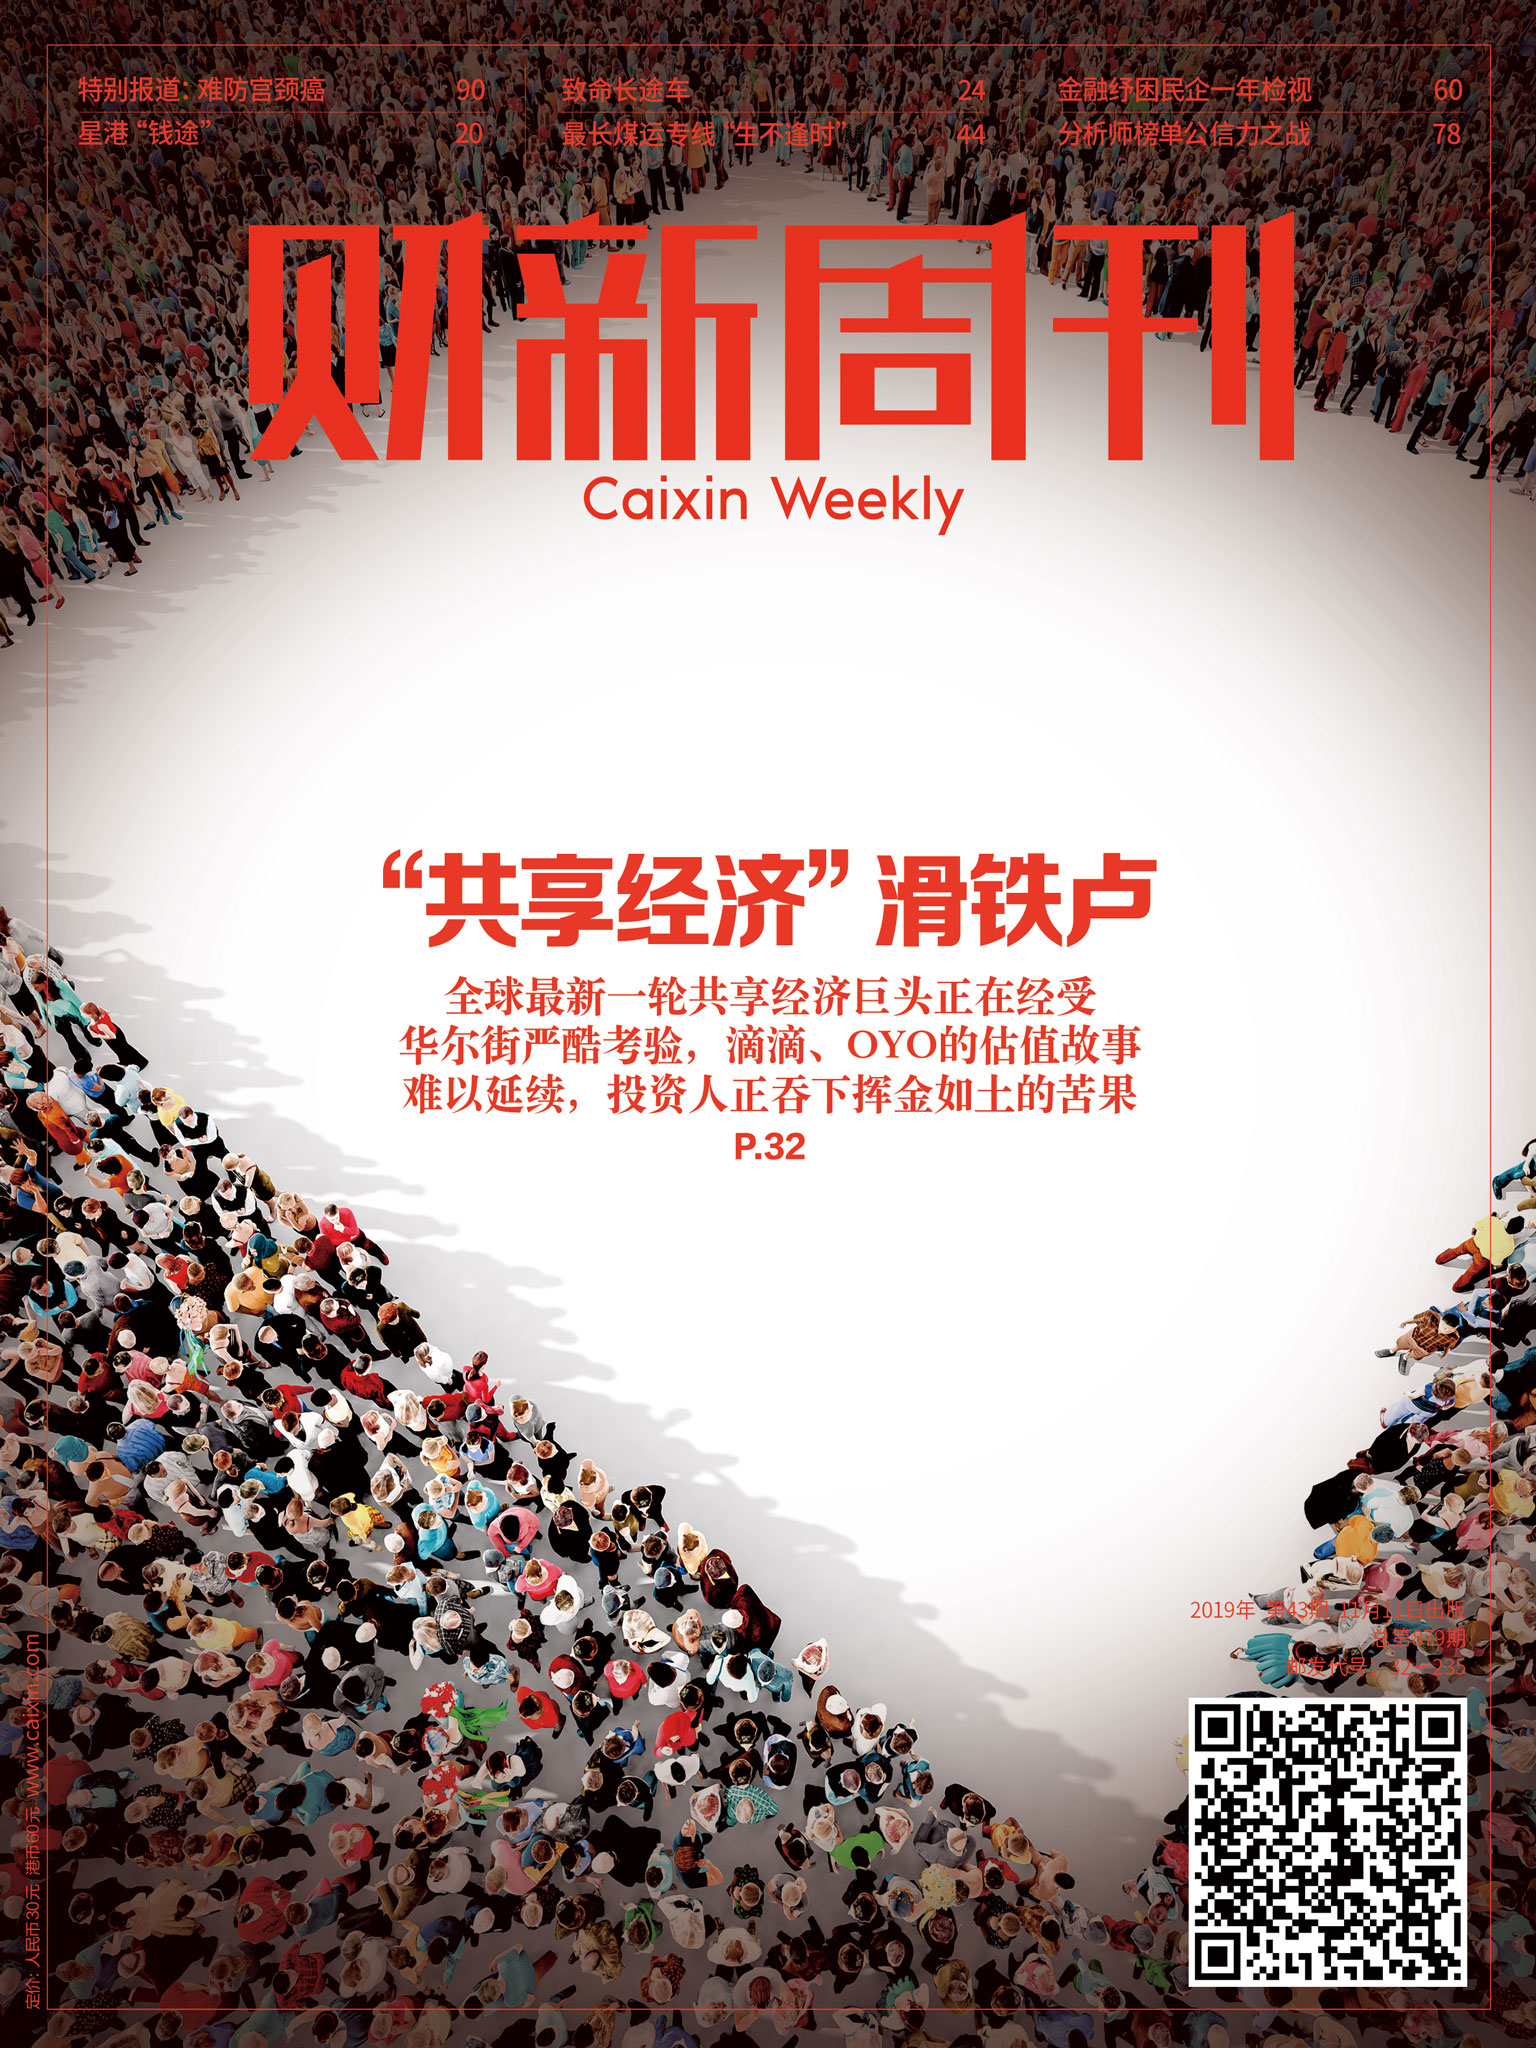 特别报道：难防宫颈癌 90
致命长途车 24
金融纾困民企一年检视 60
星港“钱途” 20
最长煤运专线“生不逢时” 44
分析师榜单公信力之战 78
财新周刊
Caixin Weekly
“共享经济”滑铁卢
全球最新一轮共享经济巨头正在经受
华尔街严酷考验，滴滴、OYO的估值故事
难以延续，投资人正吞下挥金如土的苦果
P.32
2019年 第43期 11月11日出版
总第879期
邮发代号：32—235
定价：人民币30元 港币60元 www.caixin.com